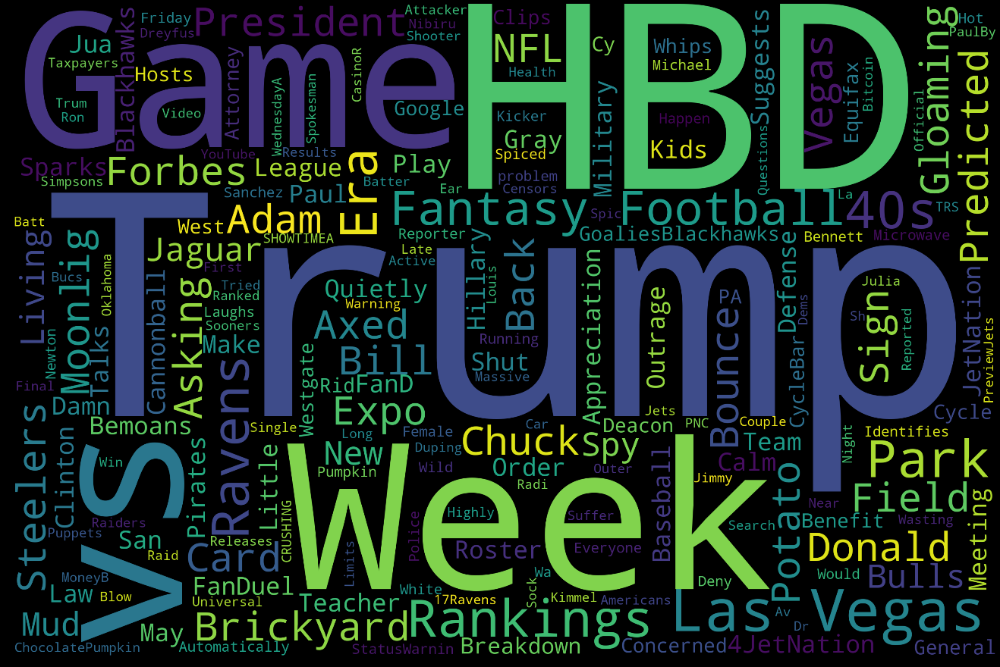 Game
HBD
Trump
Week
Vs
President
Jua
Taxpayers
Trum
Ron
Blackhawks
Friday
Dreyfus
Hosts
Video
Attorney
YouTube
WednesdayA
Spokesman
Results
CasinoR
Attacker
Nibiru
Shooter
Google
Clips
NFL
Health
Cy
Whips
Michael
Kicker
Gray
Spiced
problem
Censors
Military
Happen
Kids
Suggests
Questions
Vegas
Equifax
Bitcoin
Official
Gloaming
Hot
PaulBy
Predicted
Sparks
Simpsons
Forbes
League
Era
Play
Batter
Ear
Sanchez
Paul
Batt
West
Adam
SHOWTIMEA
Fantasy
Spic
Football
La
40s
TRS
Reporter
GoaliesBlackhawks
Bennett
Microwave
Living
Bucs
Moonlig
Oklahoma
Jaguar
First
Late
Active
Hillary
Louis
Back
Appreciation
Defense
Julia
Tried
Ranked
Laughs
Sooners
Make
Cannonball
Asking
Talks
Newton
Final
Damn
Quietly
Warning
Axed
Bill
Running
Shut
Massive
Outrage
PA
Bounce
Dems
Sh
Sign
Reported
JetNation
PreviewJets
CycleBar
Cycle
Steelers
Clinton
Bemoans
Ravens
Westgate
Rid
FanD
Expo
Single
Long
Female
Duping
Car
Jets
PNC
Couple
Deacon
Identifies
Night
Chuck
Spy
Team
Park
New
Pumpkin
Wild
Order
Radi
Outer
Calm
Jimmy
Win
Pirates
Little
Near
Field
Raiders
Puppets
San
Raid
Releases
CRUSHING
Highly
Suffer
Police
Roster
Everyone
Baseball
Search
Potato
Benefit
Wasting
Meeting
Donald
Card
Limits
Wa
MoneyB
Law
Blow
FanDuel
Universal
White
Deny
Would
Bulls
Teacher
17Ravens
Sock
Kimmel
Americans
Las
Av
Dr
Vegas
Mud
May
Brickyard
Rankings
ChocolatePumpkin
Automatically
StatusWarnin
Breakdown
Concerned
4JetNation
General